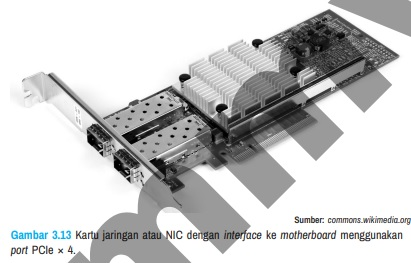 Sumber: commons.wikimedia.org
Gambar 3.13 Kartu jaringan atau NIC dengan interface ke motherboard menggunakan
port PCIe × 4.